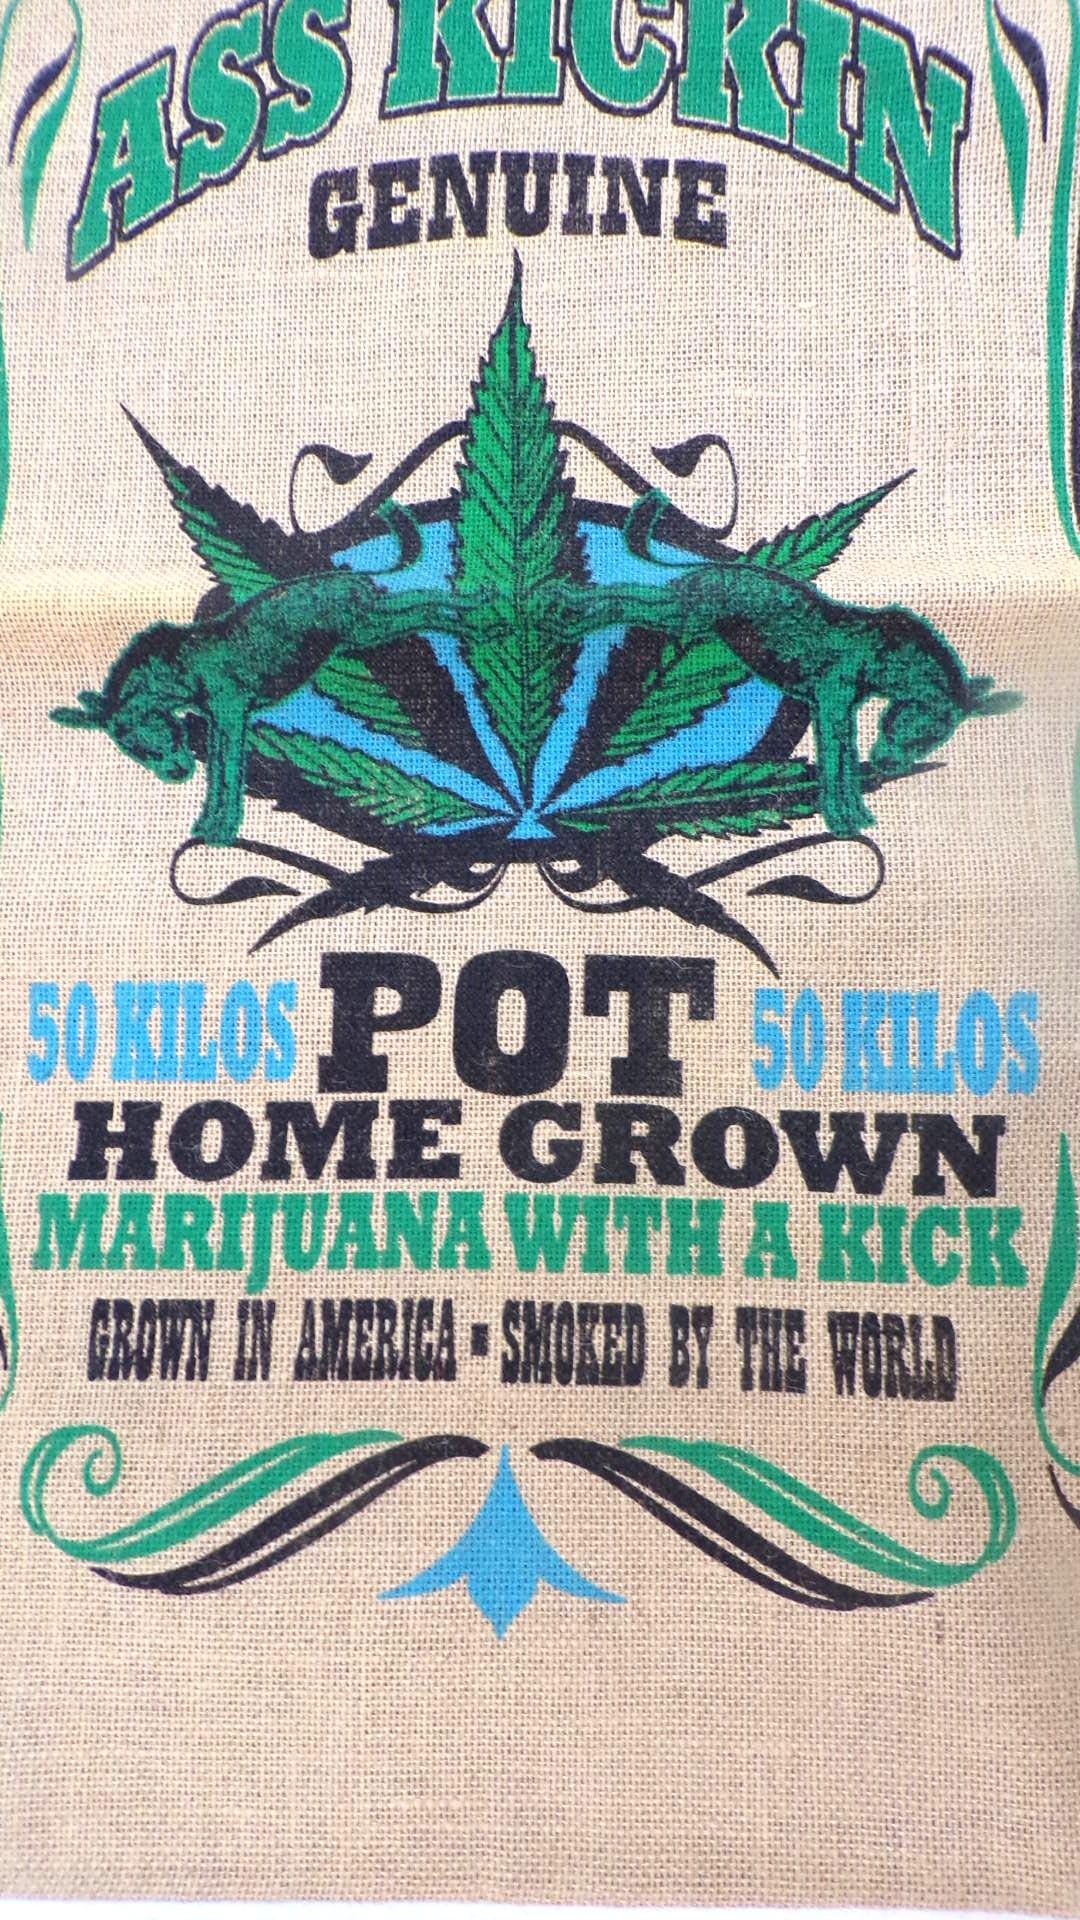 ASS KICKIN
GENUINE
50 KILOS POT 50 KILOS
HOME GROWN
MARIJUANA WITH A KICK
GROWN IN AMERICA ▪ SMOKED BY THE WORLD